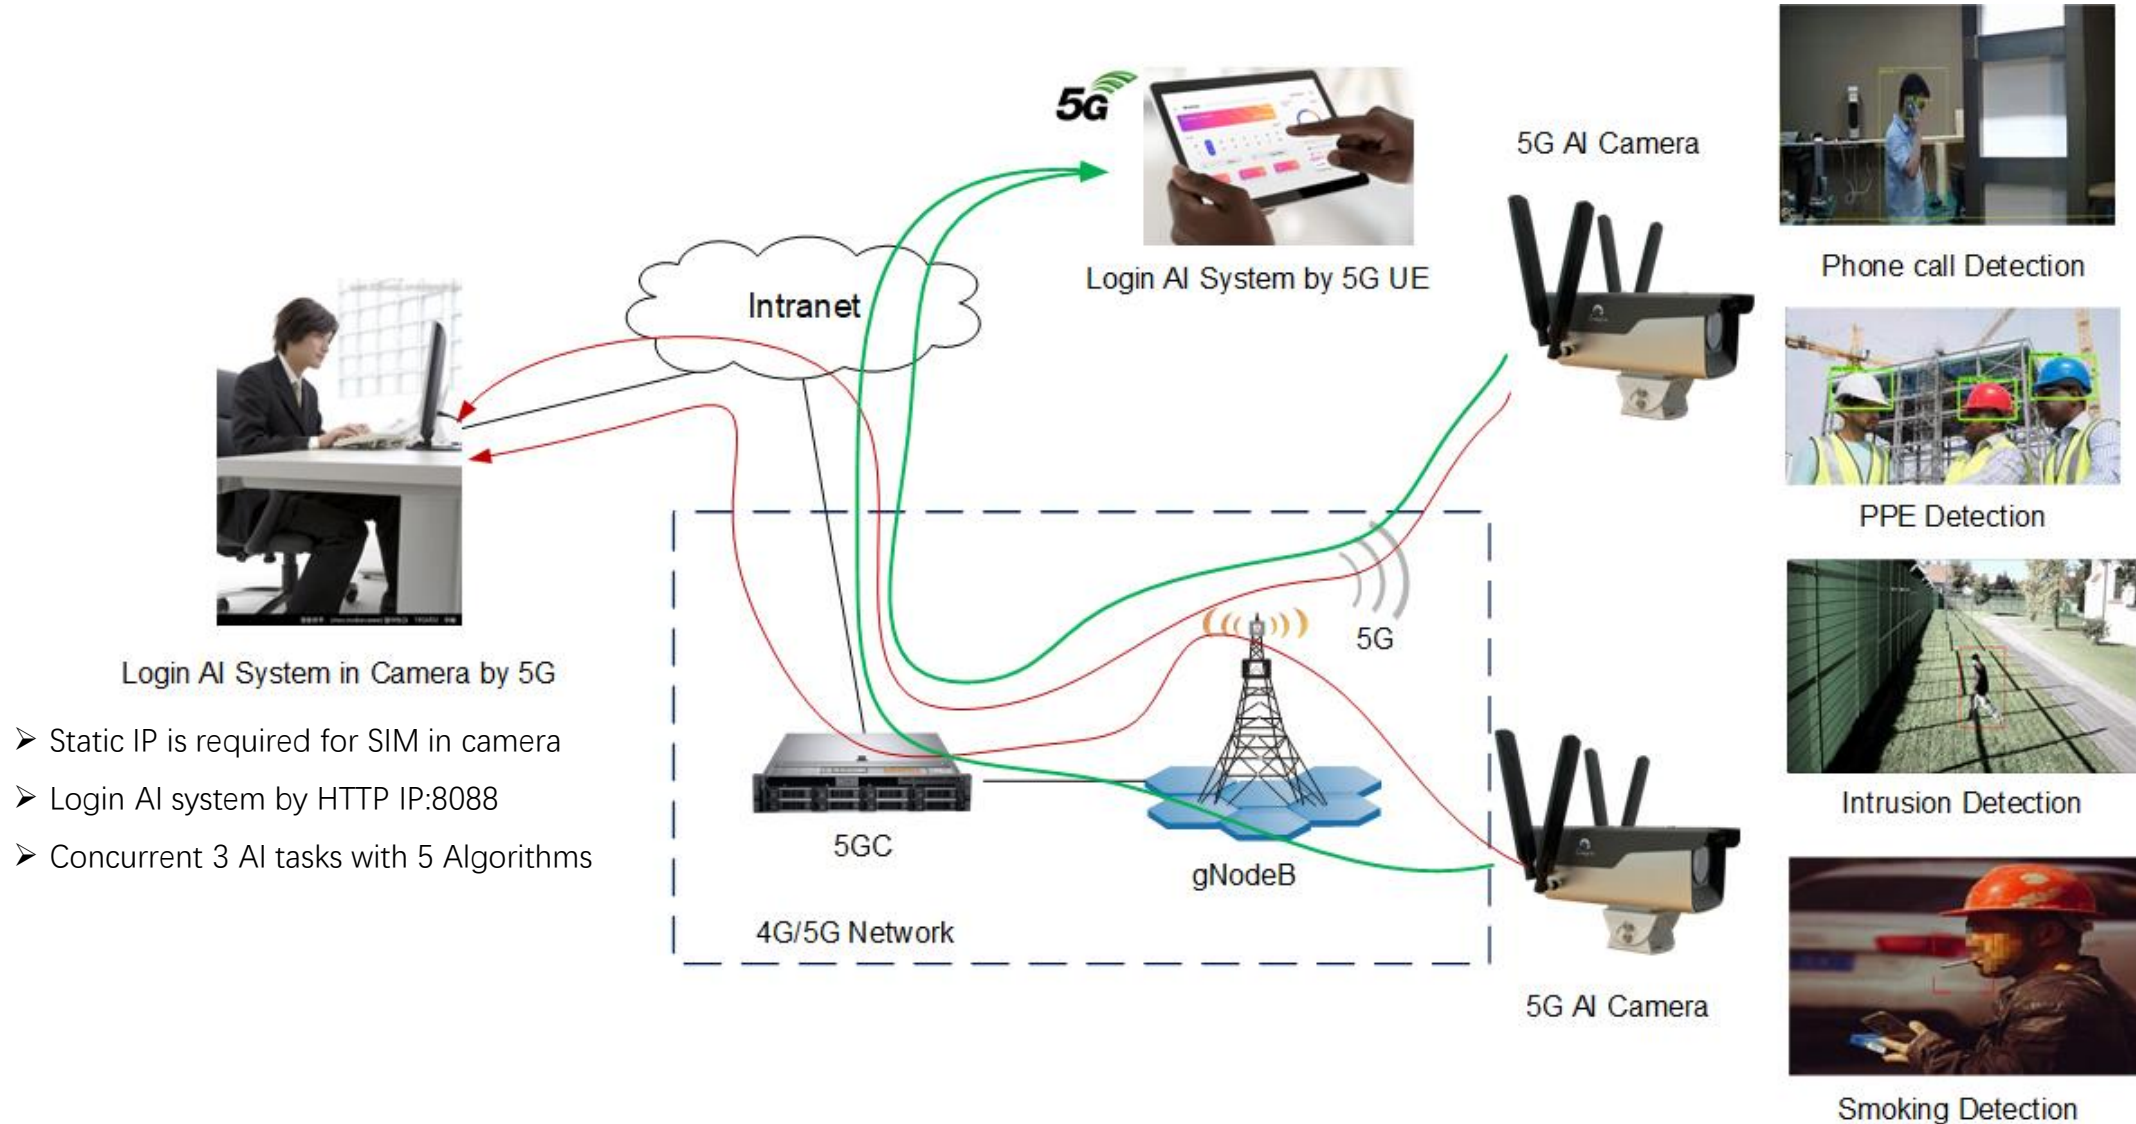 5G
5G AI Camera
Phone call Detection
Login AI System by 5G UE
Intranet
PPE Detection
5G
Login AI System in Camera by 5G
➢ Static IP is required for SIM in camera
➢ Login AI system by HTTP IP:8088
➢ Concurrent 3 AI tasks with 5 Algorithms
5GC
gNodeB
4G/5G Network
Intrusion Detection
5G AI Camera
Smoking Detection